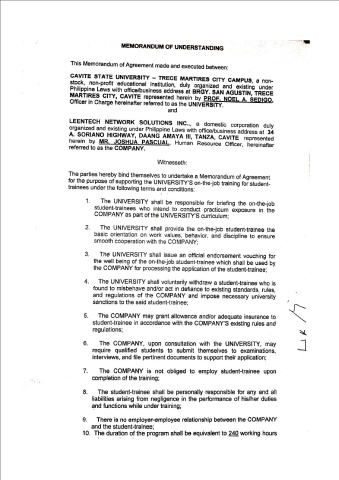 MEMORANDUM OF UNDERSTANDING
This Memorandum of Agreement made and executed between:
CAVITE STATE UNIVERSITY – TRECE MARTIRES CITY CAMPUS, a non-
stock, non-profit educational institution, duly organized and existing under
Philippine Laws with office/business address at BRGY. SAN AGUSTIN, TRECE
MARTIRES CITY, CAVITE represented herein by PROF. NOEL A. SEDIGO,
Officer in Charge hereinafter referred to as the UNIVERSITY.
and
LEENTECH NETWORK SOLUTIONS INC.., a domestic corporation duly
organized and existing under Philippine Laws with office/business address at 34
A. SORIANO HIGHWAY, DAANG AMAYA III, TANZA, CAVITE represented
herein by MR. JOSHUA PASCUAL, Human Resource Officer, hereinafter
referred to as the COMPANY.
Witnesseth:
The parties hereby bind themselves to undertake a Memorandum of Agreement
for the purpose of supporting the UNIVERSITY'S on-the-job training for student-
trainees under the following terms and conditions:
1. The UNIVERSITY shall be responsible for briefing the on-the-job
student-trainees who intend to conduct practicum exposure in the
COMPANY as part of the UNIVERSITY'S curriculum;
2. The UNIVERSITY shall provide the on-the-job student-trainee the
basic orientation on work values, behavior, and discipline to ensure
smooth cooperation with the COMPANY;
3. The UNIVERSITY shall issue an official endorsement vouching for
the well being of the on-the-job student-trainee which shall be used by
the COMPANY for processing the application of the student-trainee;
4. The UNIVERSITY shall voluntarily withdraw a student-trainee who is
found to misbehave and/or act in defiance to existing standards, rules,
and regulations of the COMPANY and impose necessary university
sanctions to the said student-trainee;
5. The COMPANY may grant allowance and/or adequate insurance to
student-trainee in accordance with the COMPANY'S existing rules and
regulations;
6. The COMPANY, upon consultation with the UNIVERSITY, may
require qualified students to submit themselves to examinations,
interviews, and file pertinent documents to support their application;
7. The COMPANY is not obliged to employ student-trainee upon
completion of the training;
8. The student-trainee shall be personally responsible for any and all
liabilities arising from negligence in the performance of his/her duties
and functions while under training;
9. There is no employer-employee relationship between the COMPANY
and the student-trainee;
10. The duration of the program shall be equivalent to 240 working hours